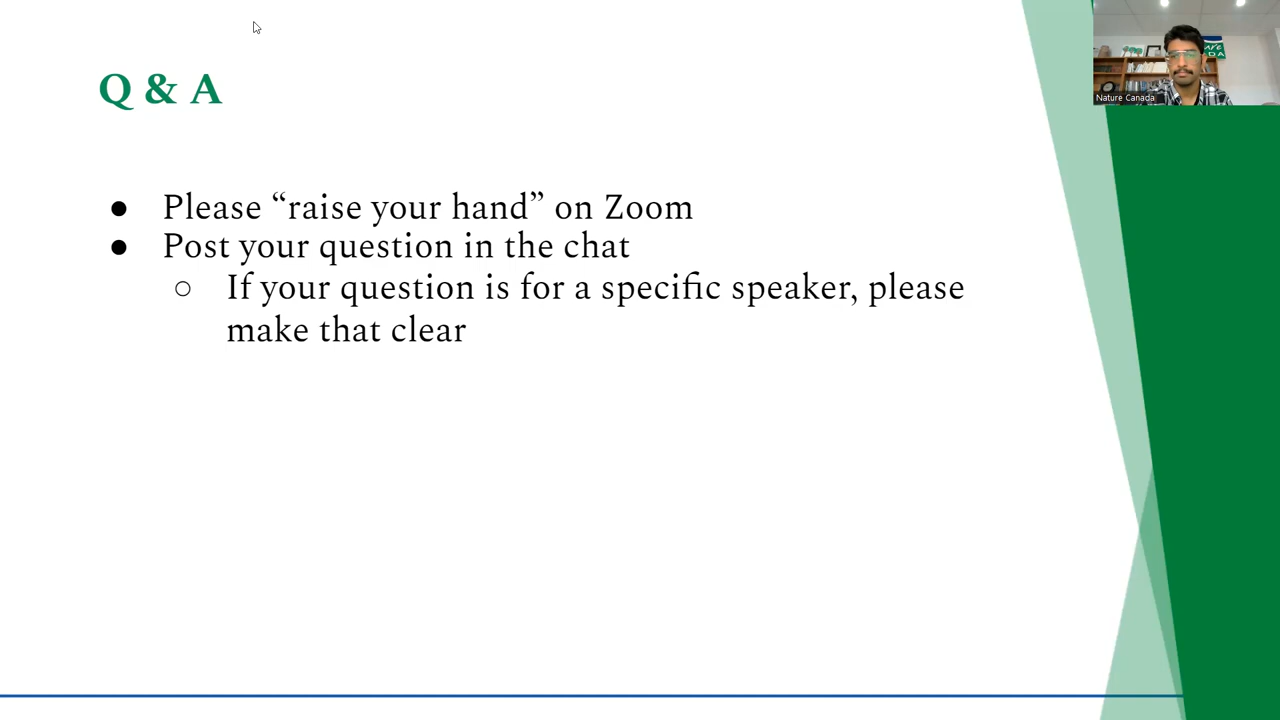 Q & A
● Please “raise your hand” on Zoom
● Post your question in the chat
○ If your question is for a specific speaker, please
make that clear
Nature Canada